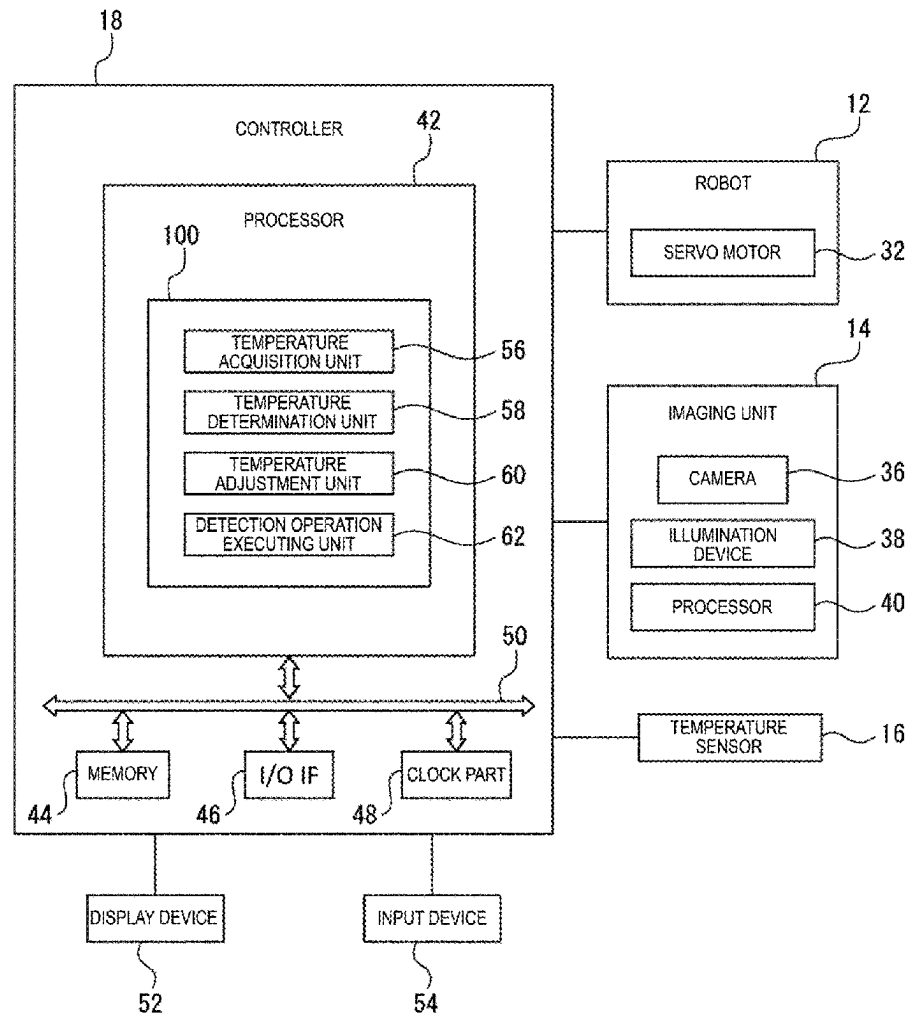 18
CONTROLLER
42
PROCESSOR
100
TEMPERATURE
ACQUISITION UNIT
56
TEMPERATURE
DETERMINATION UNIT
58
TEMPERATURE
ADJUSTMENT UNIT
60
DETECTION OPERATION
EXECUTING UNIT
62
50
MEMORY
44
I/O IF
46
CLOCK PART
48
12
ROBOT
SERVO MOTOR
32
14
IMAGING UNIT
CAMERA
36
ILLUMINATION
DEVICE
38
PROCESSOR
40
TEMPERATURE
SENSOR
16
DISPLAY DEVICE
52
INPUT DEVICE
54